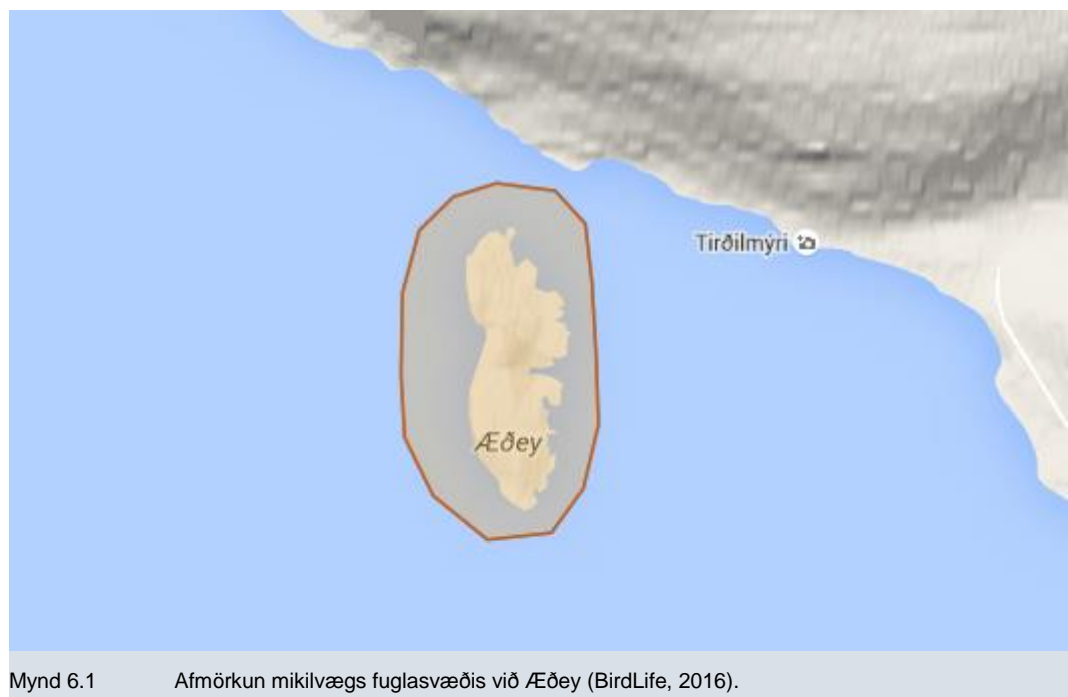 Tirðilmýri
Æðey
Mynd 6.1 Afmörkun mikilvægs fuglasvæðis við Æðey (BirdLife, 2016).